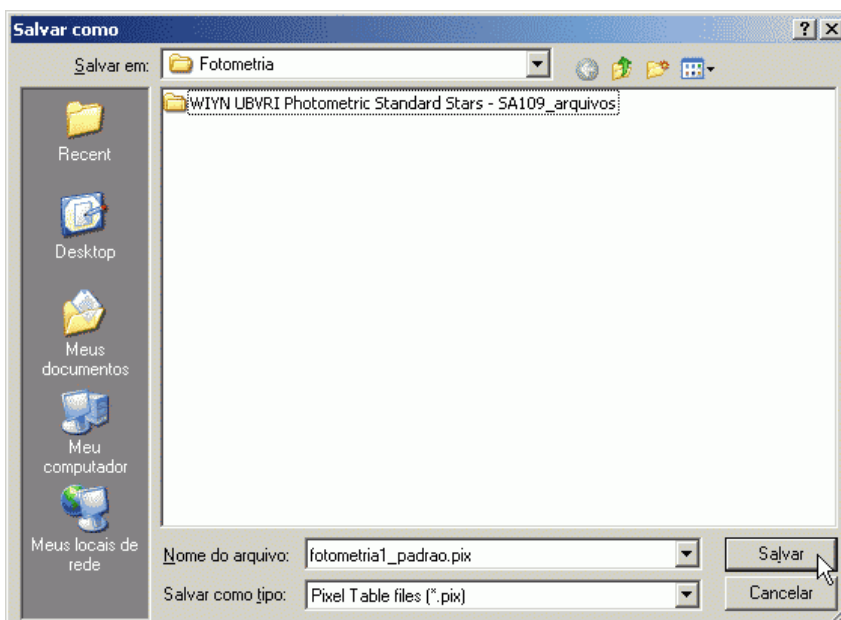 Salvar como
Salvar em:
Fotometria
WIYN UBVRI Photometric Standard Stars - SA109_arquivos
Recent
Desktop
Meus
documentos
Meu
computador
Meus locais de
rede
Nome do arquivo:
fotometria1_padrao.pix
Salvar
Salvar como tipo:
Pixel Table files (*.pix)
Cancelar